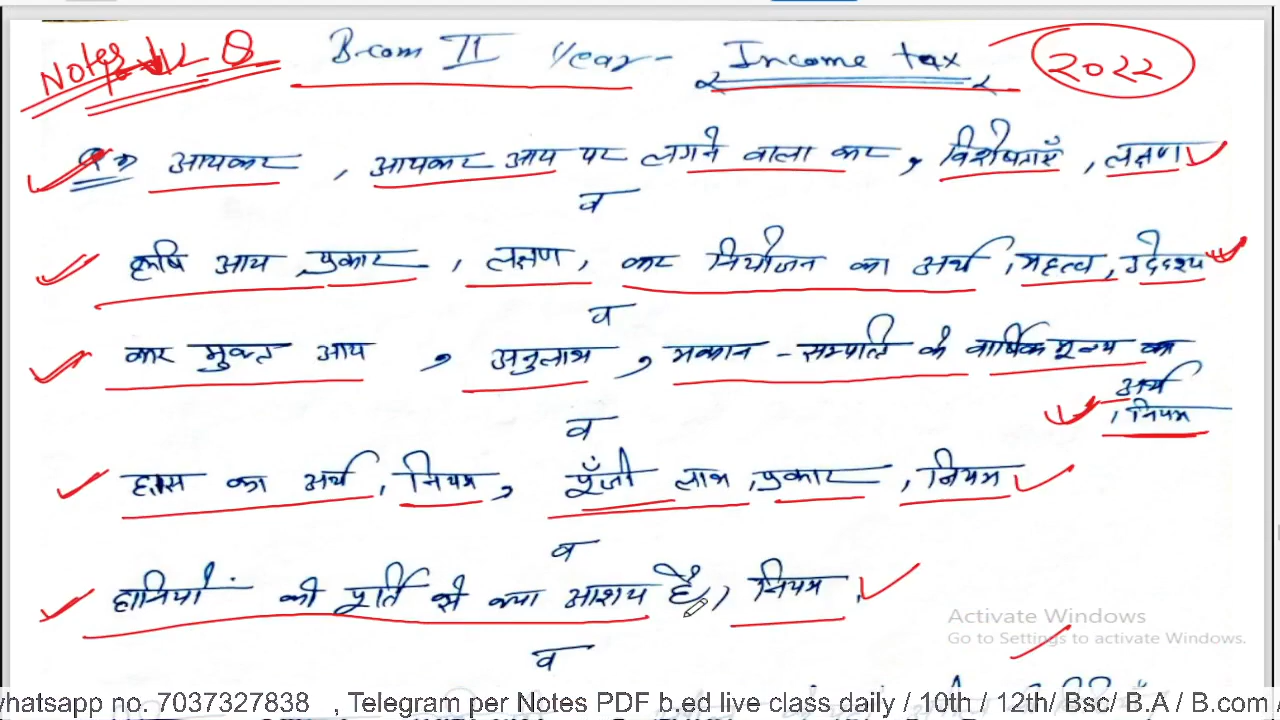 Notes B B.com II Year - Income tax 2022
आयकर, आयकर आय पर लगने वाला कर, विशेषताएँ, लक्षण
व
कृषि आय प्रकार, लक्षण, कर नियोजन का अर्थ, महत्व, उद्देश्य
व
कर मुक्त आय, अनुलाभ, मकान-सम्पत्ति के वार्षिक मूल्य का
अर्थ
, नियम
व
ह्रास का अर्थ, नियम, पूँजी लाभ, प्रकार, नियम
व
हानियों की पूर्ति से क्या आशय है, नियम
व
Activate Windows
Go to Settings to activate Windows.
whatsapp no. 7037327838 , Telegram per Notes PDF b.ed live class daily / 10th / 12th/ Bsc/ B.A / B.com /